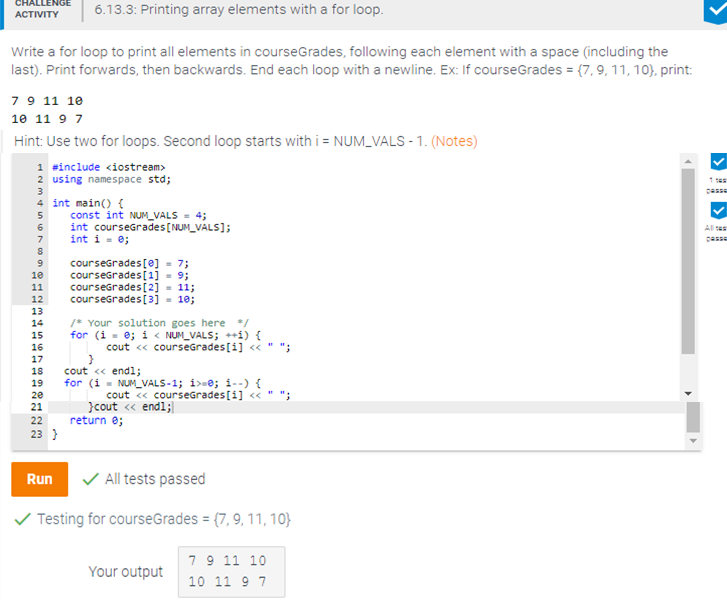 CHALLENGE
ACTIVITY
6.13.3: Printing array elements with a for loop.
Write a for loop to print all elements in courseGrades, following each element with a space (including the
last). Print forwards, then backwards. End each loop with a newline. Ex: If courseGrades = {7, 9, 11, 10}, print:
7 9 11 10
10 11 9 7
Hint: Use two for loops. Second loop starts with i = NUM_VALS - 1. (Notes)
1 #include <iostream>
2 using namespace std;
3
4 int main() {
5 const int NUM_VALS = 4;
6 int courseGrades[NUM_VALS];
7 int i = 0;
8
9 courseGrades[0] = 7;
10 courseGrades[1] = 9;
11 courseGrades[2] = 11;
12 courseGrades[3] = 10;
13
14 /* Your solution goes here  */
15 for (i = 0; i < NUM_VALS; ++i) {
16 cout << courseGrades[i] << " ";
17 }
18 cout << endl;
19 for (i = NUM_VALS-1; i>=0; i--) {
20 cout << courseGrades[i] << " ";
21 }cout << endl;
22 return 0;
23 }
1 tes
passe
All tes
passe
Run
All tests passed
Testing for courseGrades = {7, 9, 11, 10}
Your output
7 9 11 10
10 11 9 7